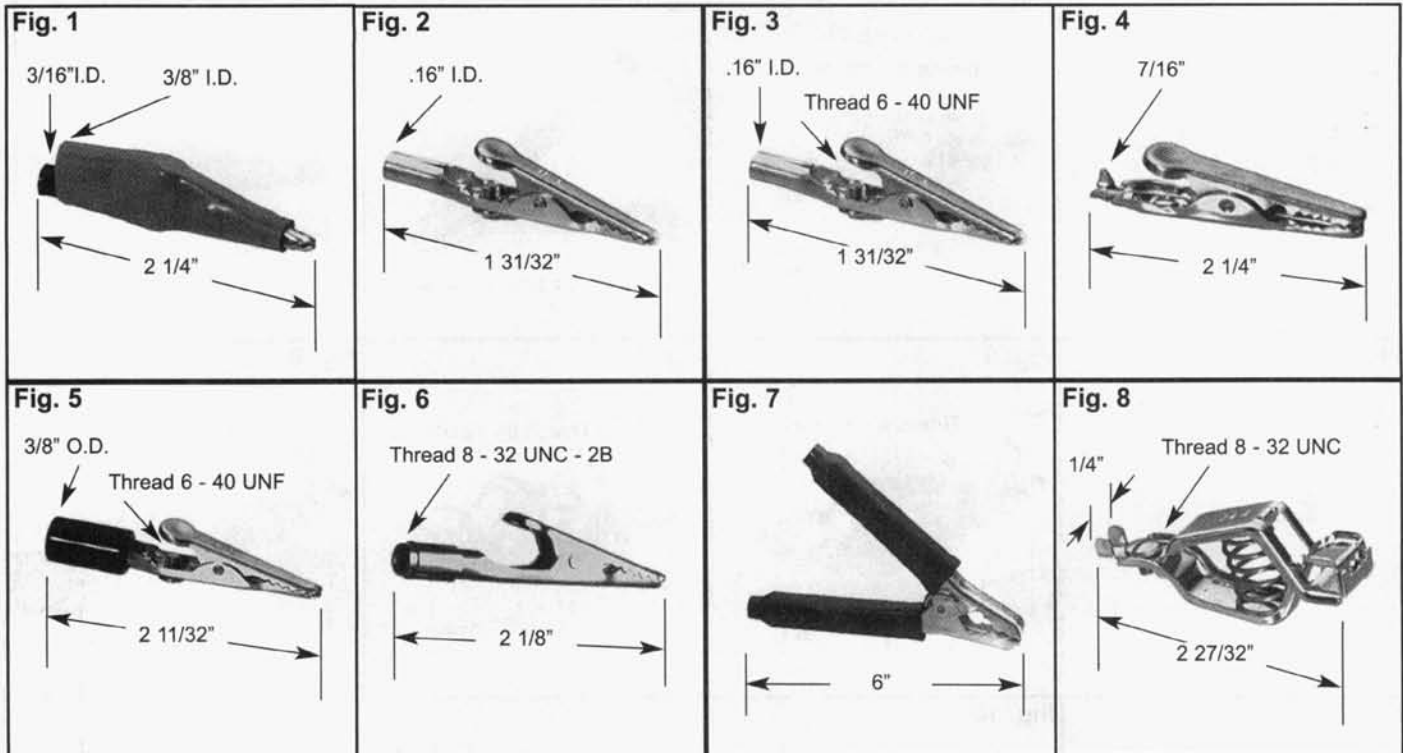 Fig. 1
3/16"I.D.
3/8" I.D.
2 1/4"
Fig. 2
.16" I.D.
1 31/32"
Fig. 3
.16" I.D.
Thread 6 - 40 UNF
1 31/32"
Fig. 4
7/16"
2 1/4"
Fig. 5
3/8" O.D.
Thread 6 - 40 UNF
2 11/32"
Fig. 6
Thread 8 - 32 UNC - 2B
2 1/8"
Fig. 7
6"
Fig. 8
1/4"
Thread 8 - 32 UNC
2 27/32"